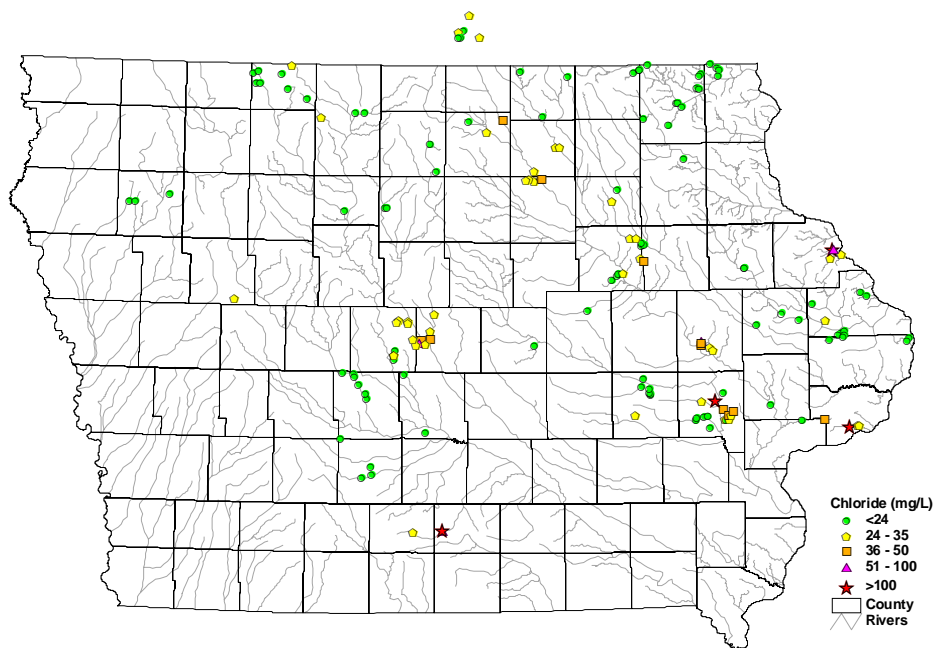 Chloride (mg/L)
<24
24 - 35
36 - 50
51 - 100
>100
County
Rivers